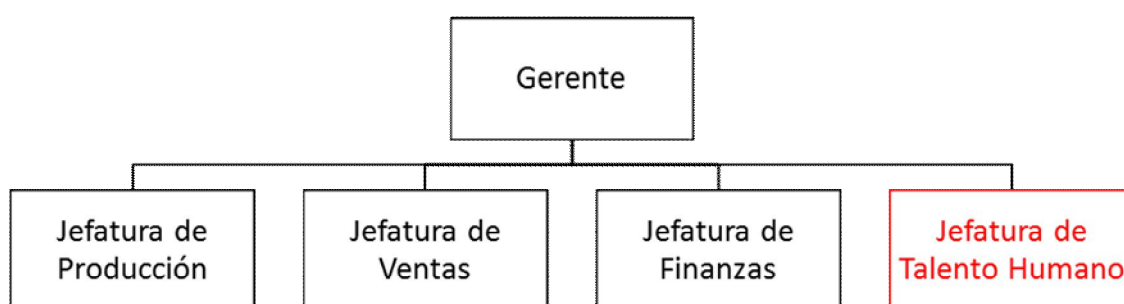 Gerente
Jefatura de
Producción
Jefatura de
Ventas
Jefatura de
Finanzas
Jefatura de
Talento Humano